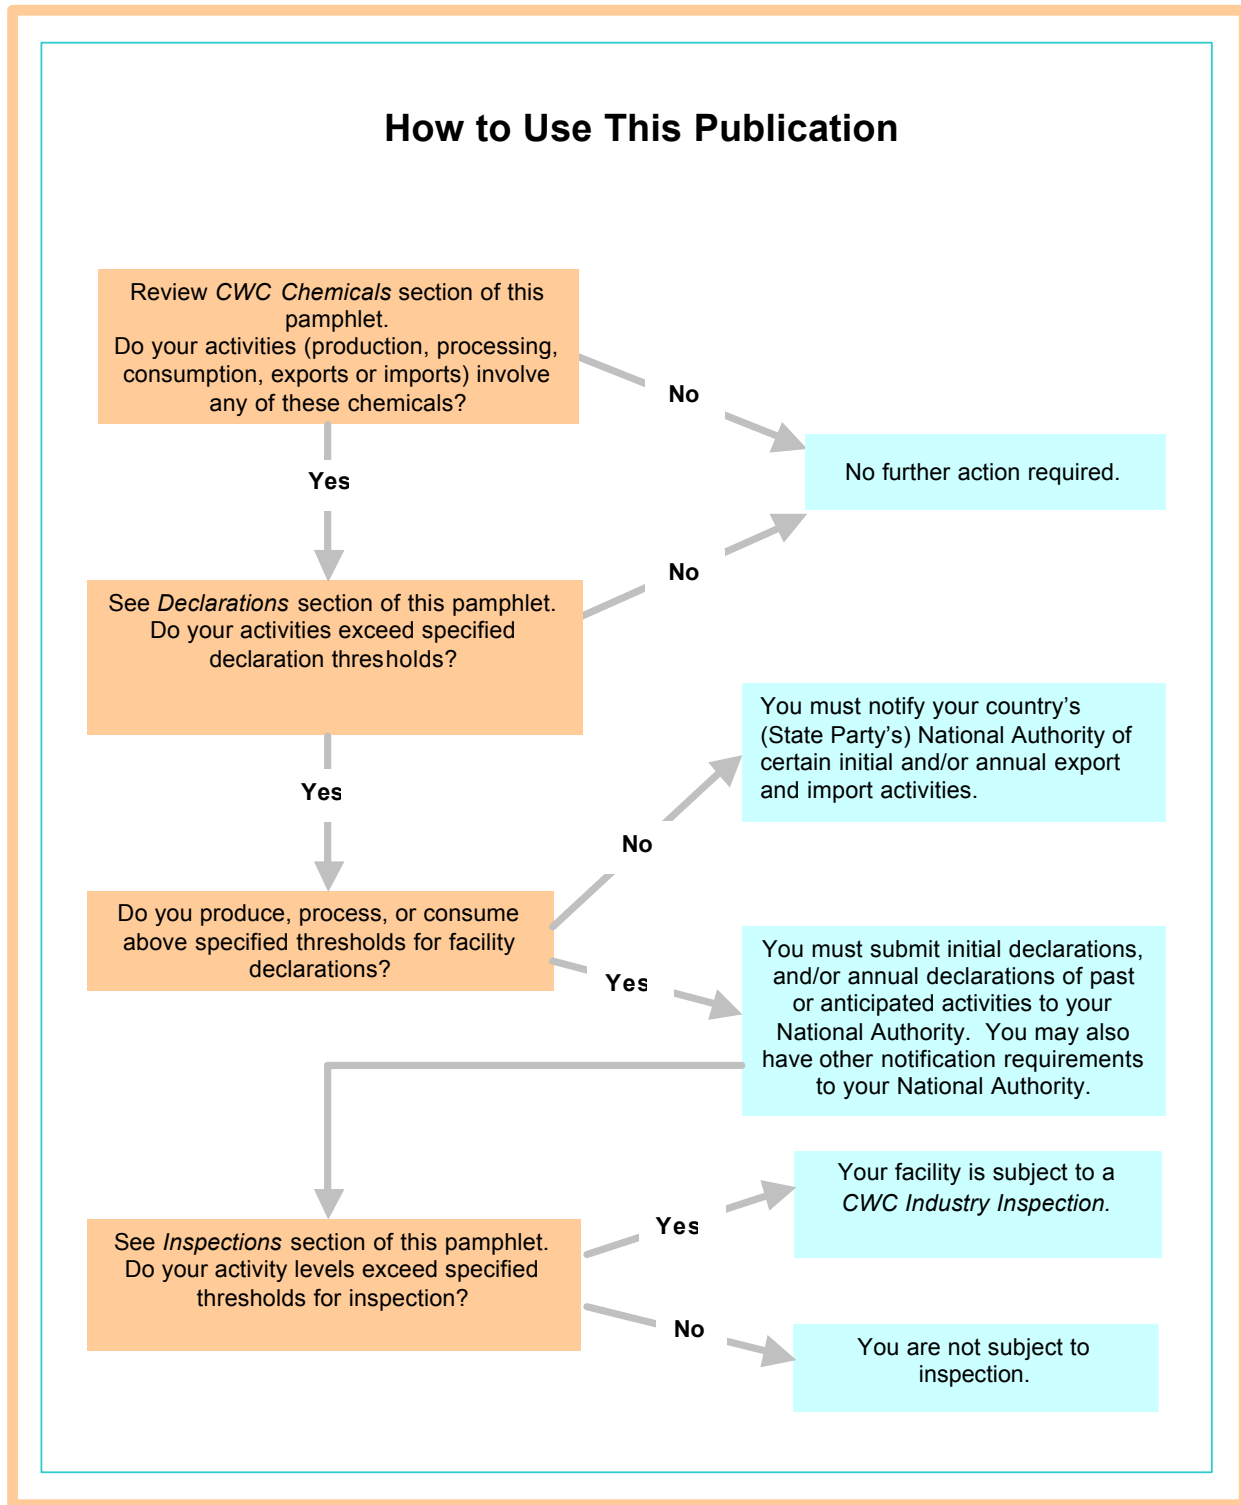 How to Use This Publication
Review CWC Chemicals section of this
pamphlet.
Do your activities (production, processing,
consumption, exports or imports) involve
any of these chemicals?
No
No further action required.
Yes
No
See Declarations section of this pamphlet.
Do your activities exceed specified
declaration thresholds?
You must notify your country's
(State Party's) National Authority of
certain initial and/or annual export
and import activities.
Yes
No
Do you produce, process, or consume
above specified thresholds for facility
declarations?
Yes
You must submit initial declarations,
and/or annual declarations of past
or anticipated activities to your
National Authority. You may also
have other notification requirements
to your National Authority.
Your facility is subject to a
CWC Industry Inspection.
Yes
See Inspections section of this pamphlet.
Do your activity levels exceed specified
thresholds for inspection?
No
You are not subject to
inspection.